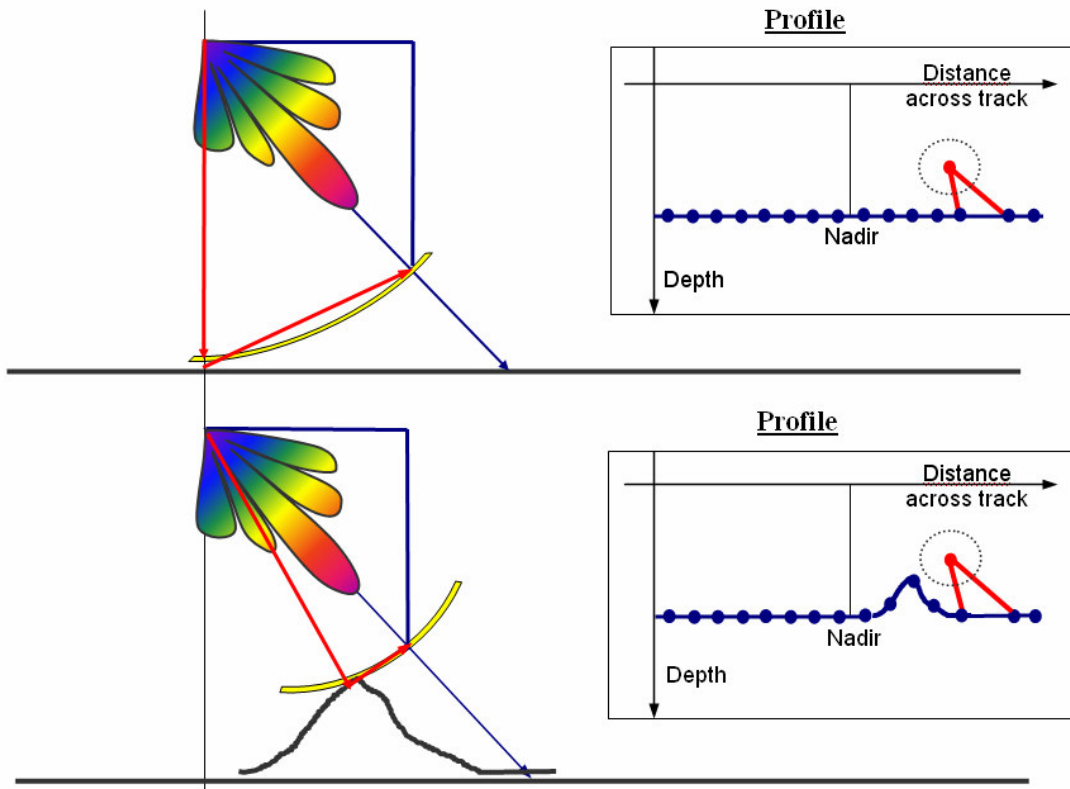 Profile
Distance
across track
Nadir
Depth
Profile
Distance
across track
Nadir
Depth